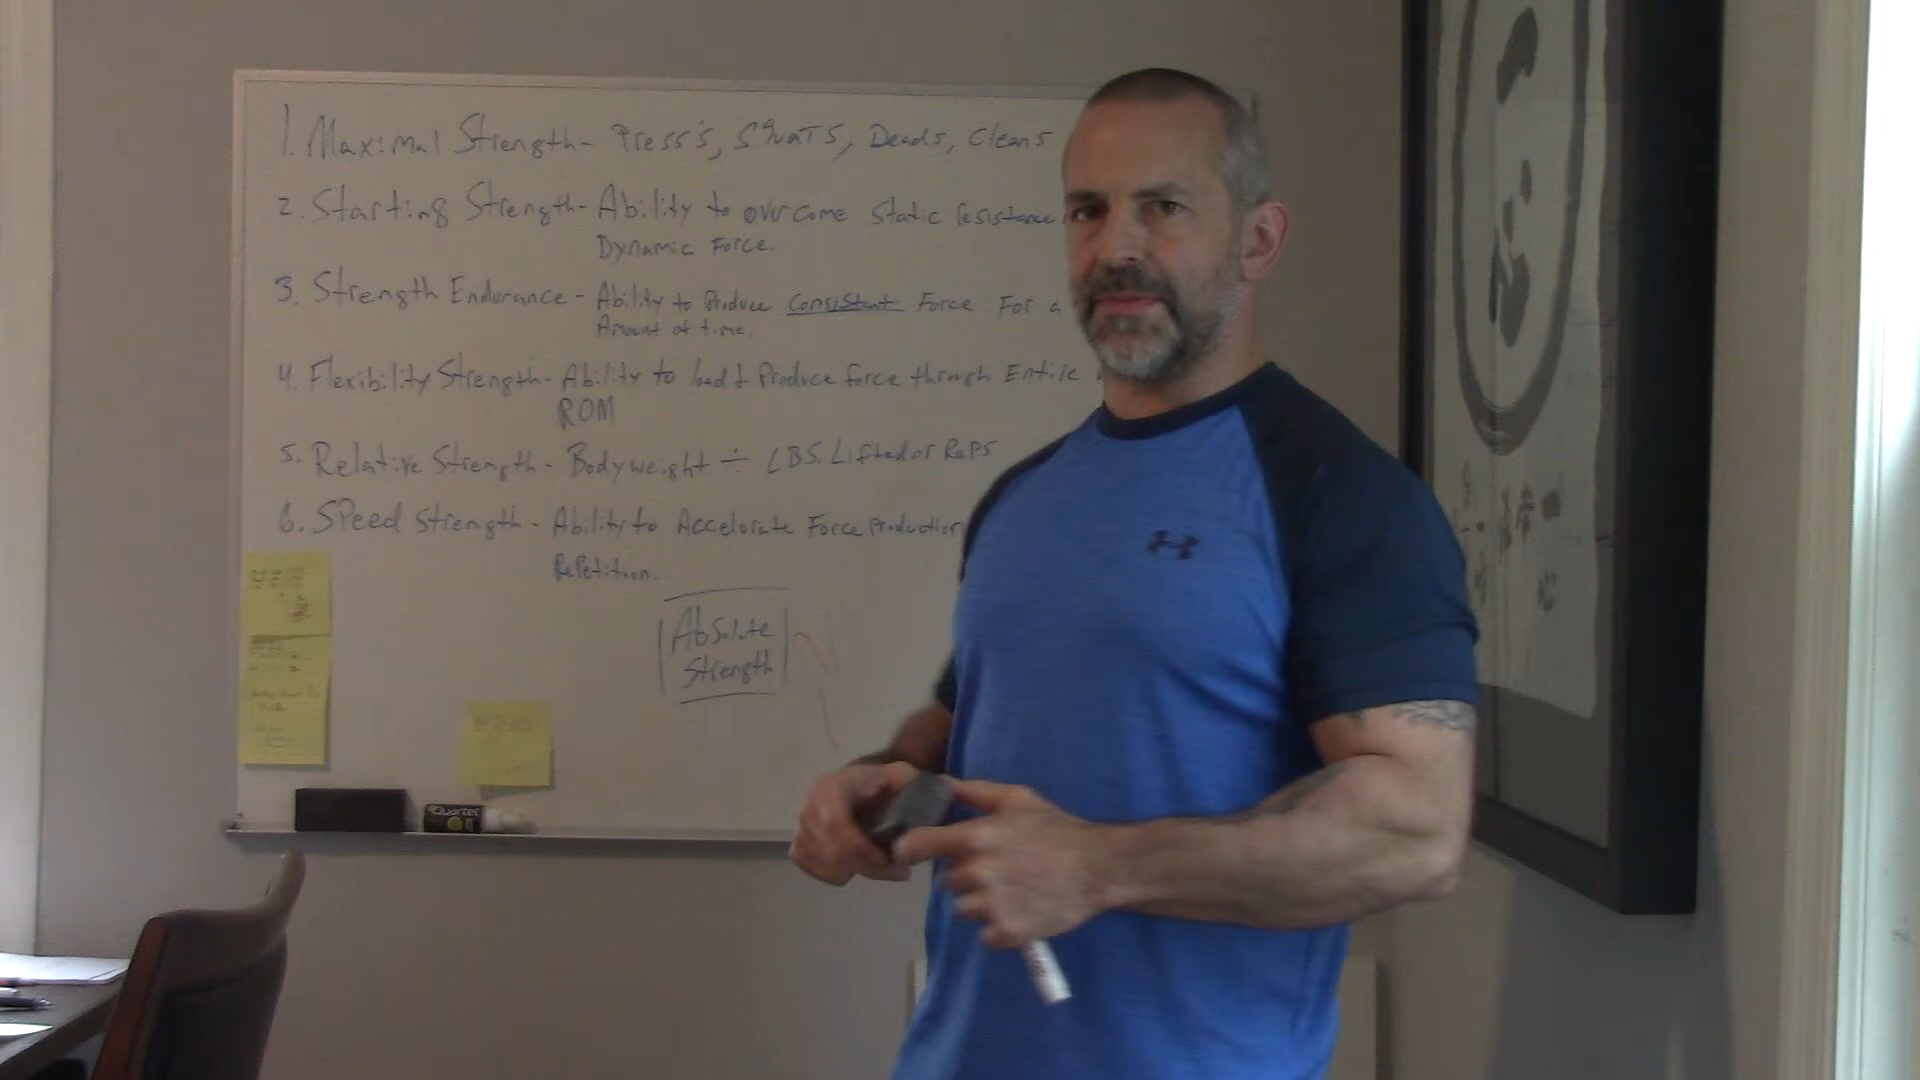 1. Maximal Strength - Press's, SquaTS, Deads, Cleans
2. Starting Strength - Ability to overcome static resistance
Dynamic Force.
3. Strength Endurance - Ability to Produce Consistant Force For a
Amount of time.
4. Flexibility Strength - Ability to load & Produce force through Entire
ROM
5. Relative Strength - Bodyweight ÷ LBS. Lifted or Reps
6. Speed Strength - Ability to Accelerate Force Production
Repetition.
Absolute
Strength
Quartet